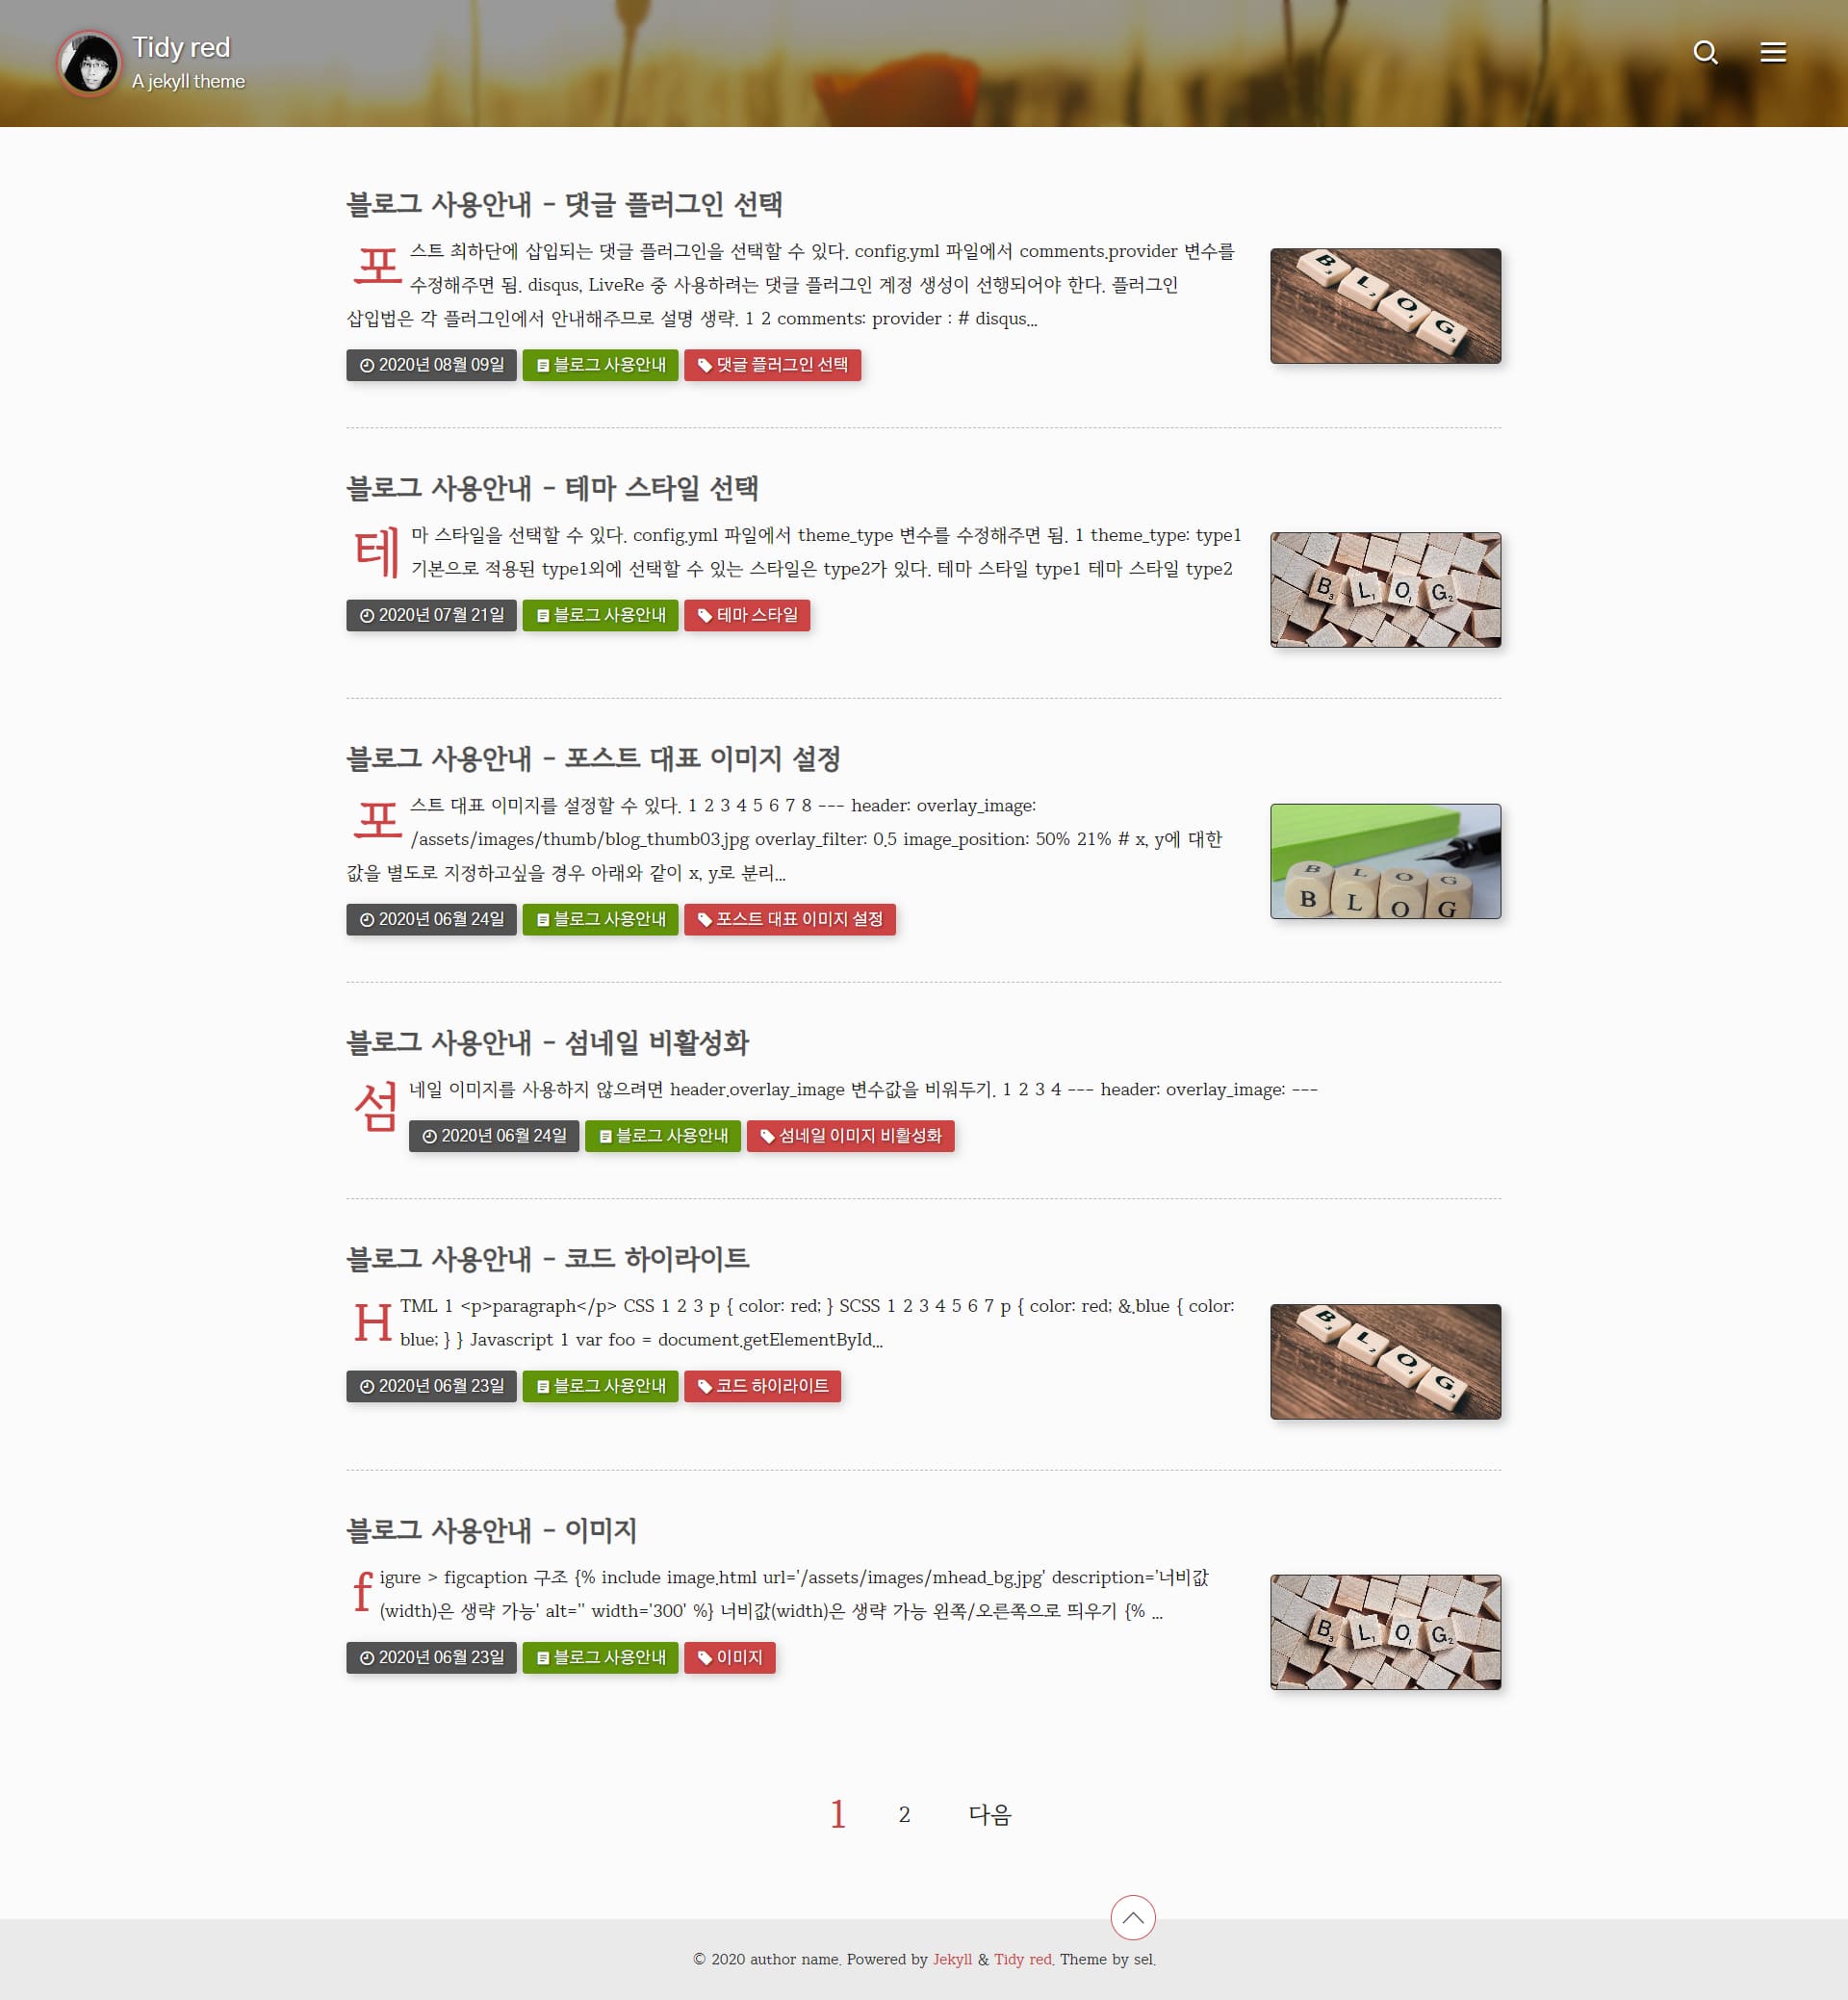 Tidy red
A jekyll theme
블로그 사용안내 - 댓글 플러그인 선택
포스트 최하단에 삽입되는 댓글 플러그인을 선택할 수 있다. config.yml 파일에서 comments.provider 변수를
수정해주면 됨. disqus, LiveRe 중 사용하려는 댓글 플러그인 계정 생성이 선행되어야 한다. 플러그인
삽입법은 각 플러그인에서 안내해주므로 설명 생략. 1 2 comments: provider : # disqus...
2020년 08월 09일 블로그 사용안내 댓글 플러그인 선택
BLOG
블로그 사용안내 - 테마 스타일 선택
테마 스타일을 선택할 수 있다. config.yml 파일에서 theme_type 변수를 수정해주면 됨. 1 theme_type: type1
기본으로 적용된 type1외에 선택할 수 있는 스타일은 type2가 있다. 테마 스타일 type1 테마 스타일 type2
2020년 07월 21일 블로그 사용안내 테마 스타일
BLOG
블로그 사용안내 - 포스트 대표 이미지 설정
포스트 대표 이미지를 설정할 수 있다. 1 2 3 4 5 6 7 8 --- header: overlay_image:
/assets/images/thumb/blog_thumb03.jpg overlay_filter: 0.5 image_position: 50% 21% # x, y에 대한
값을 별도로 지정하고싶을 경우 아래와 같이 x, y로 분리...
2020년 06월 24일 블로그 사용안내 포스트 대표 이미지 설정
BLOG
BLOG
블로그 사용안내 - 섬네일 비활성화
섬네일 이미지를 사용하지 않으려면 header.overlay_image 변수값을 비워두기. 1 2 3 4 --- header: overlay_image: ---
2020년 06월 24일 블로그 사용안내 섬네일 이미지 비활성화
블로그 사용안내 - 코드 하이라이트
HTML 1 <p>paragraph</p> CSS 1 2 3 p { color: red; } SCSS 1 2 3 4 5 6 7 p { color: red; &.blue { color:
blue; } } Javascript 1 var foo = document.getElementById...
2020년 06월 23일 블로그 사용안내 코드 하이라이트
BLOG
블로그 사용안내 - 이미지
figure > figcaption 구조 {% include image.html url='/assets/images/mhead_bg.jpg' description='너비값
(width)은 생략 가능' alt='' width='300' %} 너비값(width)은 생략 가능 왼쪽/오른쪽으로 띄우기 {% ...
2020년 06월 23일 블로그 사용안내 이미지
BLOG
1 2 다음
© 2020 author name. Powered by Jekyll & Tidy red. Theme by sel.